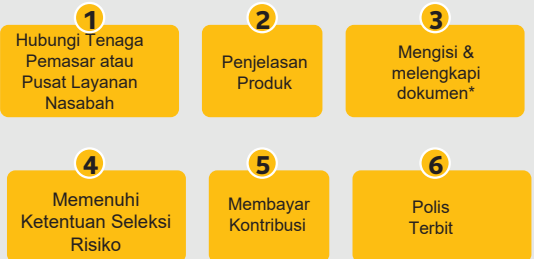 1
Hubungi Tenaga
Pemasar atau
Pusat Layanan
Nasabah
2
Penjelasan
Produk
3
Mengisi &
melengkapi
dokumen*
4
Memenuhi
Ketentuan Seleksi
Risiko
5
Membayar
Kontribusi
6
Polis
Terbit